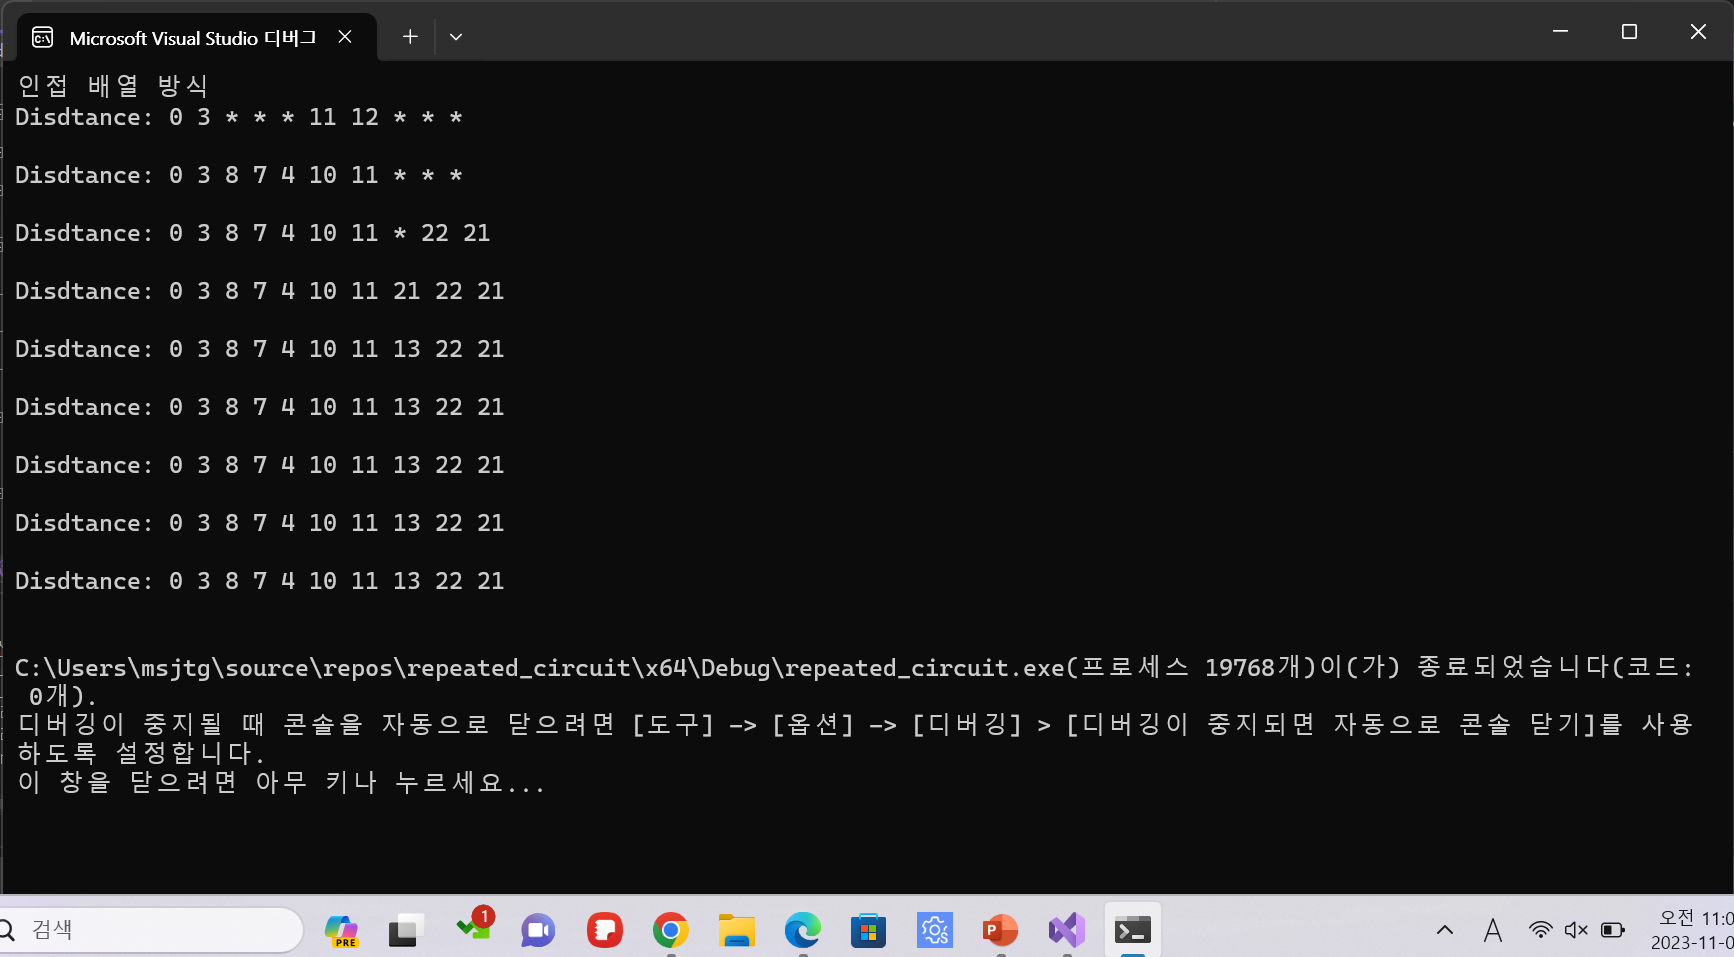 Microsoft Visual Studio 디버그
인접 배열 방식
Disdtance: 0 3 * * * 11 12 * * *
Disdtance: 0 3 8 7 4 10 11 * * *
Disdtance: 0 3 8 7 4 10 11 * 22 21
Disdtance: 0 3 8 7 4 10 11 21 22 21
Disdtance: 0 3 8 7 4 10 11 13 22 21
Disdtance: 0 3 8 7 4 10 11 13 22 21
Disdtance: 0 3 8 7 4 10 11 13 22 21
Disdtance: 0 3 8 7 4 10 11 13 22 21
Disdtance: 0 3 8 7 4 10 11 13 22 21
C:\Users\msjtg\source\repos\repeated_circuit\x64\Debug\repeated_circuit.exe(프로세스 19768개)이(가) 종료되었습니다(코드:
0개).
디버깅이 중지될 때 콘솔을 자동으로 닫으려면 [도구] -> [옵션] -> [디버깅] > [디버깅이 중지되면 자동으로 콘솔 닫기]를 사용
하도록 설정합니다.
이 창을 닫으려면 아무 키나 누르세요...
검색
PRE
1
A
오전 11:0
2023-11-0